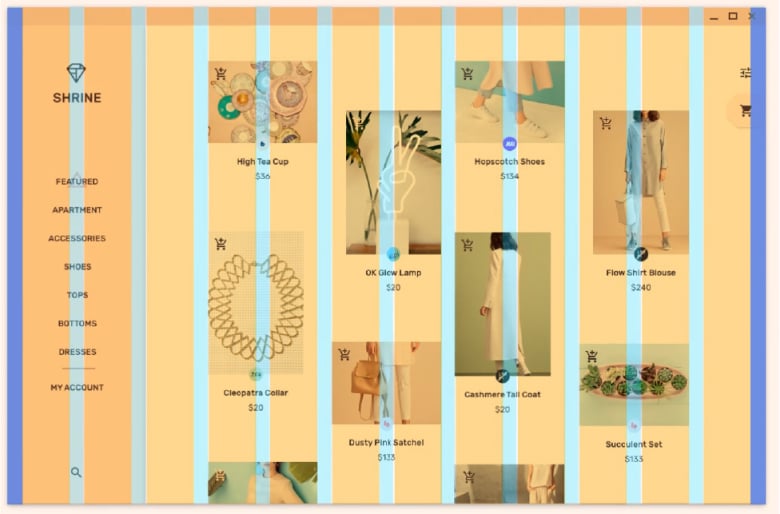 SHRINE
FEATURED
APARTMENT
ACCESSORIES
SHOES
TOPS
BOTTOMS
DRESSES
MY ACCOUNT
High Tea Cup
$36
Cleopatra Collar
$20
OK Glow Lamp
$20
Dusty Pink Satchel
$133
Hopscotch Shoes
$134
Cashmere Tall Coat
$20
Flow Shirt Blouse
$240
Succulent Set
$133